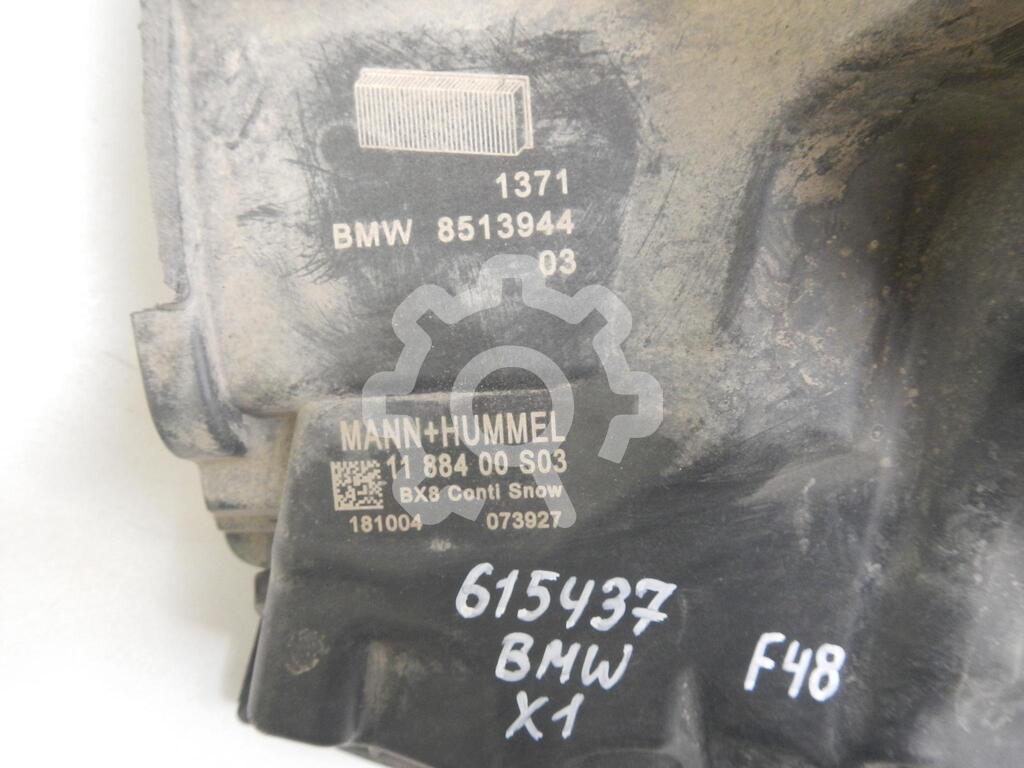 1371
BMW 8513944
03
MANN+HUMMEL
11 884 00 S03
BX8 Conti Snow
181004 073927
615437
BMW
X1
F48